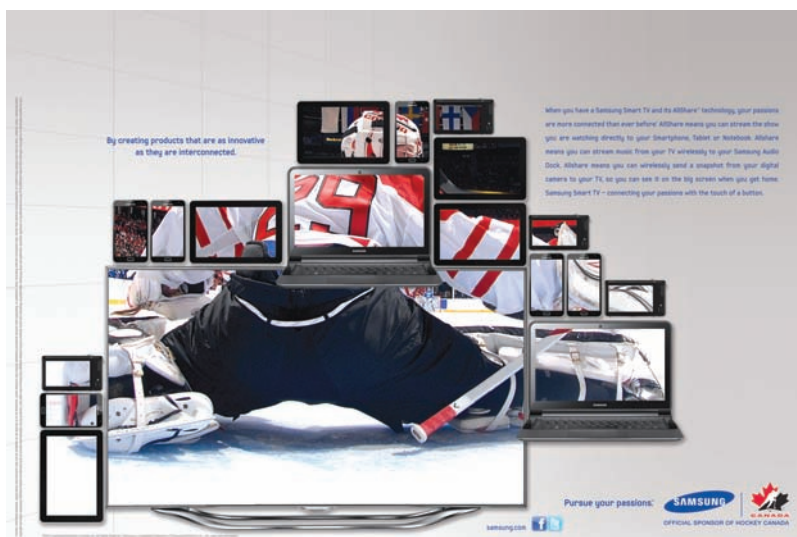 By creating products that are as innovative
as they are interconnected.
When you have a Samsung Smart TV and its AllShare™ technology, your passions
are more connected than ever before! AllShare means you can stream the show
you are watching directly to your Smartphone, Tablet or Notebook. Allshare
means you can stream music from your TV wirelessly to your Samsung Audio
Dock. Allshare means you can wirelessly send a snapshot from your digital
camera to your TV, so you can see it on the big screen when you get home.
Samsung Smart TV – connecting your passions with the touch of a button.
29
SAMSUNG
SAMSUNG
Pursue your passions.
SAMSUNG
CANADA
samsung.com
f
OFFICIAL SPONSOR OF HOCKEY CANADA